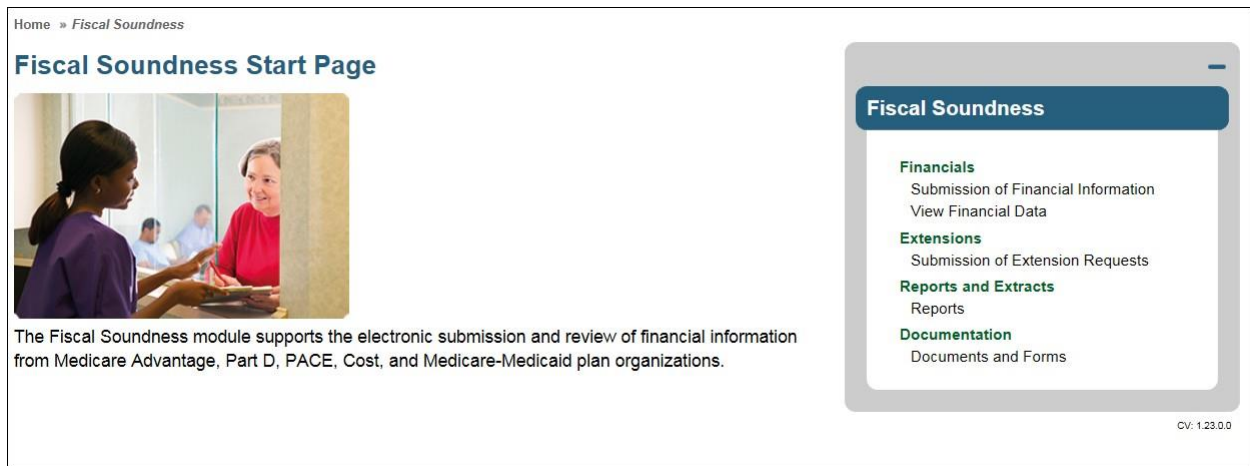 Home » Fiscal Soundness
Fiscal Soundness Start Page
The Fiscal Soundness module supports the electronic submission and review of financial information
from Medicare Advantage, Part D, PACE, Cost, and Medicare-Medicaid plan organizations.
Fiscal Soundness
Financials
Submission of Financial Information
View Financial Data
Extensions
Submission of Extension Requests
Reports and Extracts
Reports
Documentation
Documents and Forms
CV: 1.23.0.0